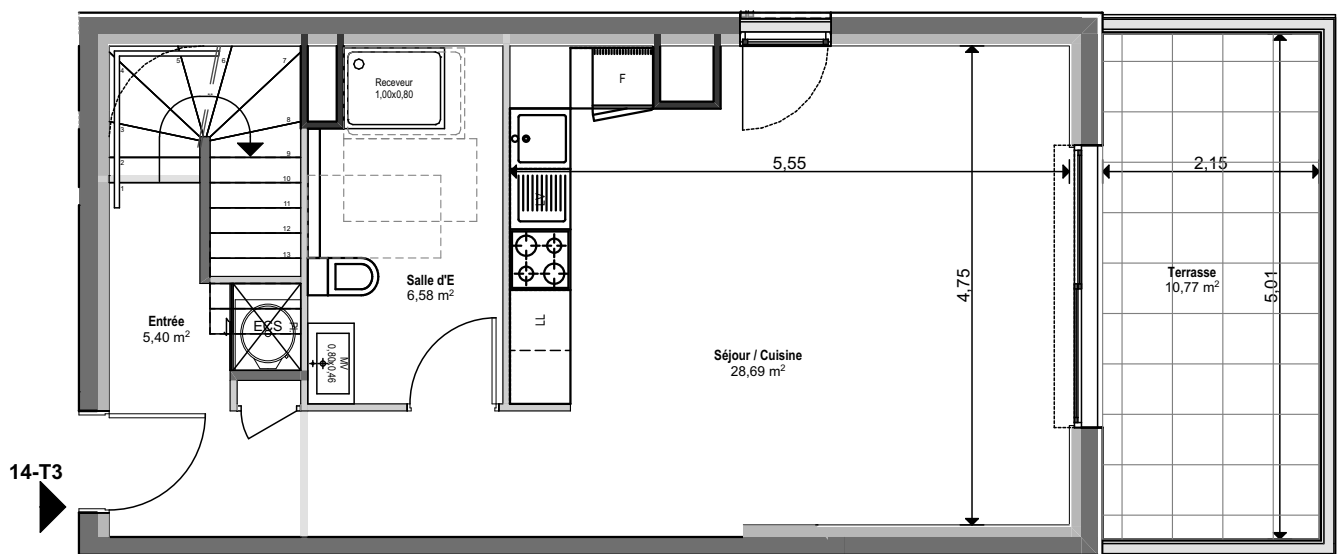 4
5
6
7
3
8
2
9
1
10
11
12
13
Receveur
1,00x0,80
F
5,55
2,15
LV
Salle d'E
6,58 m²
4,75
5,01
Terrasse
10,77 m²
Entrée
5,40 m²
ECS
LL
MV
0,80x0,46
Séjour / Cuisine
28,69 m²
14-T3